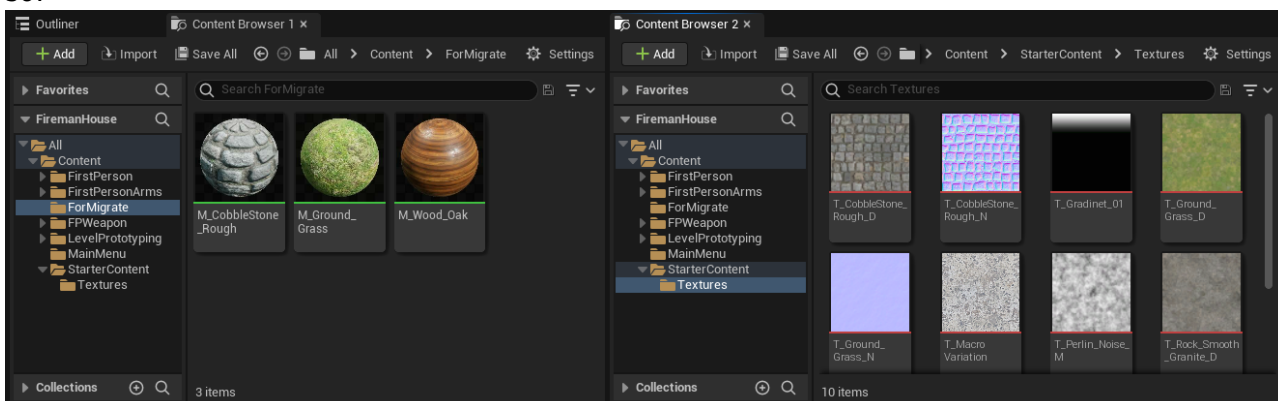 Outliner
Content Browser 1 ×
+ Add
Import
Save All
All > Content > ForMigrate
Settings
Favorites
Search ForMigrate
FiremanHouse
All
Content
FirstPerson
FirstPersonArms
ForMigrate
FPWeapon
LevelPrototyping
MainMenu
StarterContent
Textures
Collections
M_CobbleStone
_Rough
M_Ground_
Grass
M_Wood_Oak
3 items
Content Browser 2 ×
+ Add
Import
Save All
> Content > StarterContent > Textures
Settings
Favorites
Search Textures
FiremanHouse
All
Content
FirstPerson
FirstPersonArms
ForMigrate
FPWeapon
LevelPrototyping
MainMenu
StarterContent
Textures
Collections
T_CobbleStone_
Rough_D
T_CobbleStone_
Rough_N
T_Gradinet_01
T_Ground_
Grass_D
T_Ground_
Grass_N
T_Macro
Variation
T_Perlin_Noise_
M
T_Rock_Smooth
_Granite_D
10 items